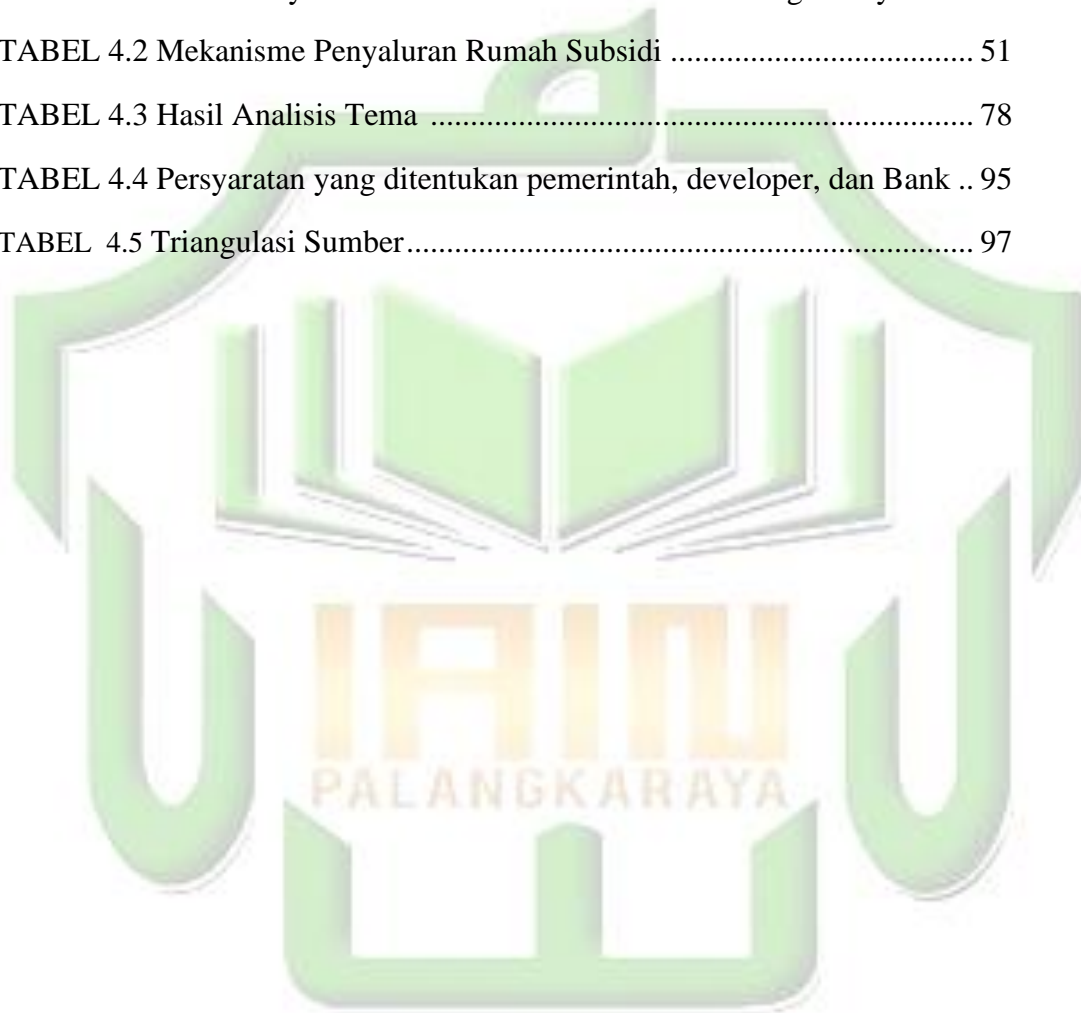 TABEL 4.2 Mekanisme Penyaluran Rumah Subsidi .................................. 51
TABEL 4.3 Hasil Analisis Tema ............................................................. 78
TABEL 4.4 Persyaratan yang ditentukan pemerintah, developer, dan Bank .. 95
TABEL 4.5 Triangulasi Sumber ................................................................ 97
IAIN
PALANGKARAYA